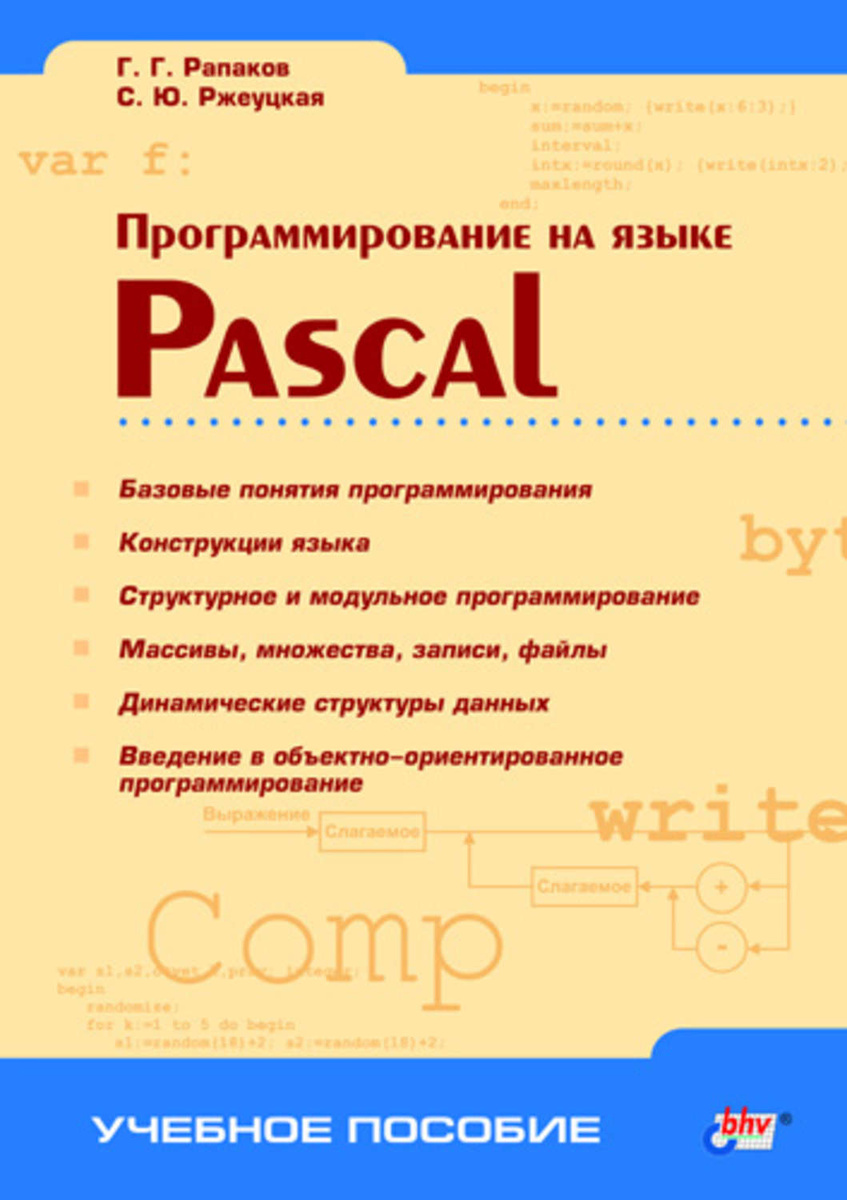 Г. Г. Рапаков
С. Ю. Ржеуцкая
begin
x:=random; {write(x:6:3);}
sum:=sum+x;
interval;
intx:=round(x); {write(intx:2);
maxlength;
end;
var f:
Программирование на языке
Pascal
Базовые понятия программирования
Конструкции языка
byt
Структурное и модульное программирование
Массивы, множества, записи, файлы
Динамические структуры данных
Введение в объектно-ориентированное
программирование
write
Выражение
Слагаемое
Слагаемое
+
-
Comp
begin
randomize;
for k:=1 to 5 do begin
a1:=random(18)+2; a2:=random(18)+2;
УЧЕБНОЕ ПОСОБИЕ
bhv®